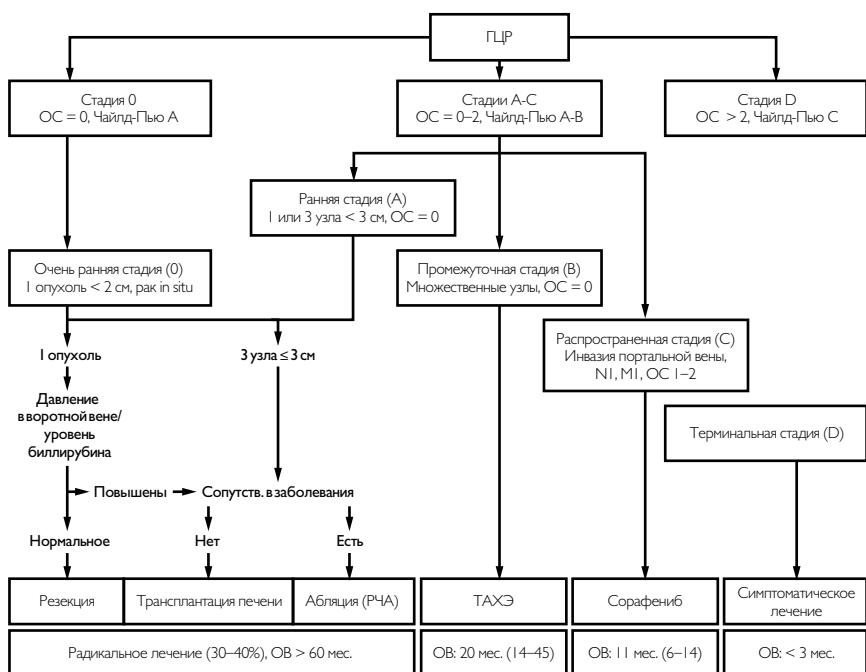 ГЦР
Стадия 0
ОС = 0, Чайлд-Пью А
Стадии А-С
ОС = 0–2, Чайлд-Пью А-В
Стадия D
ОС > 2, Чайлд-Пью С
Ранняя стадия (А)
1 или 3 узла < 3 см, ОС = 0
Очень ранняя стадия (0)
1 опухоль < 2 см, рак in situ
Промежуточная стадия (В)
Множественные узлы, ОС = 0
Распространенная стадия (С)
Инвазия портальной вены,
N1, M1, ОС 1–2
1 опухоль
3 узла ≤ 3 см
Давление
в воротной вене/
уровень
биллирубина
Терминальная стадия (D)
Повышены
Сопутств. в заболевания
Нормальное
Нет
Есть
Резекция
Трансплантация печени
Абляция (РЧА)
ТАХЭ
Сорафениб
Симптоматическое
лечение
Радикальное лечение (30–40%), ОВ > 60 мес.
ОВ: 20 мес. (14–45)
ОВ: 11 мес. (6–14)
ОВ: < 3 мес.